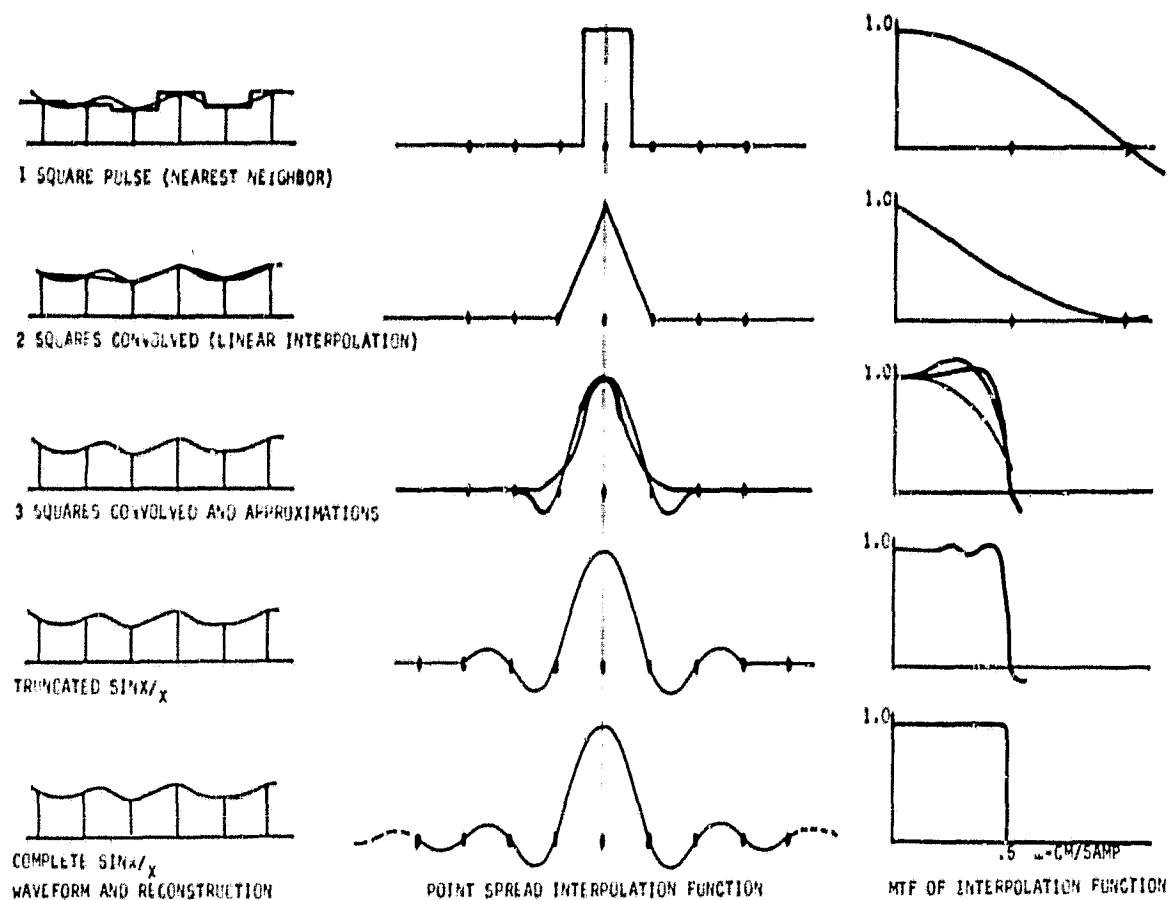 1.0
1 SQUARE PULSE (NEAREST NEIGHBOR)
1.0
2 SQUARES CONVOLVED (LINEAR INTERPOLATION)
1.0
3 SQUARES CONVOLVED AND APPROXIMATIONS
1.0
TRUNCATED SINX/X
1.0
.5 CM/SAMP
COMPLETE SINX/X
WAVEFORM AND RECONSTRUCTION
POINT SPREAD INTERPOLATION FUNCTION
MTF OF INTERPOLATION FUNCTION